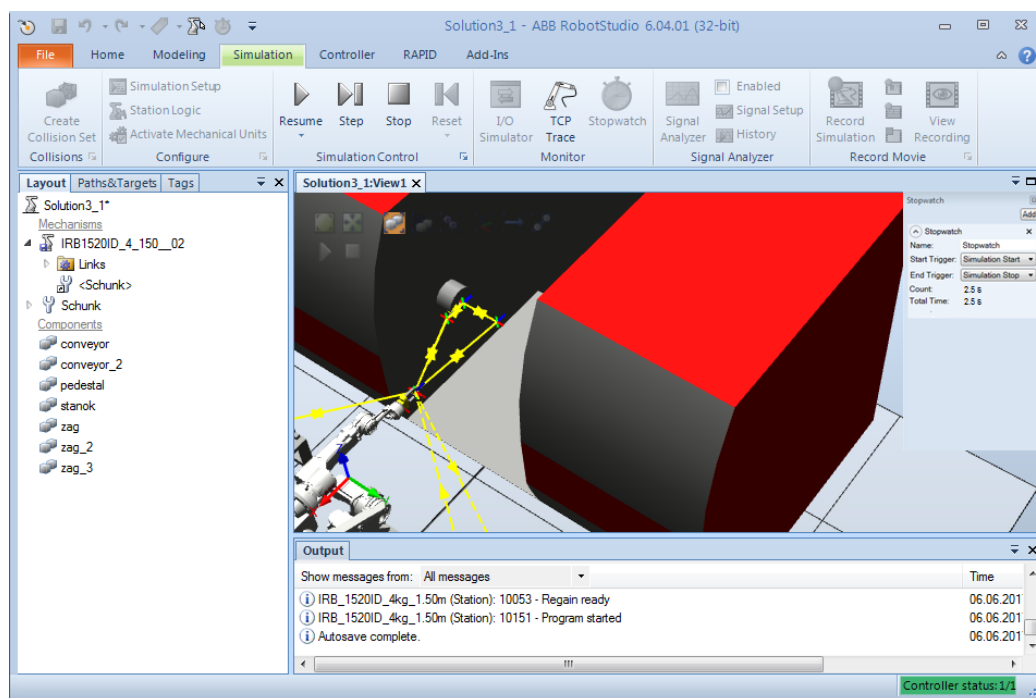 Solution3_1 - ABB RobotStudio 6.04.01 (32-bit)
File Home Modeling Simulation Controller RAPID Add-Ins
Create Collision Set
Collisions
Simulation Setup
Station Logic
Activate Mechanical Units
Configure
Resume Step Stop Reset
Simulation Control
I/O Simulator
TCP Trace
Stopwatch
Monitor
Signal Analyzer
Enabled
Signal Setup
History
Signal Analyzer
Record Simulation
View Recording
Record Movie
Layout Paths&Targets Tags
Solution3_1*
Mechanisms
IRB1520ID_4_150__02
Links
<Schunk>
Schunk
Components
conveyor
conveyor_2
pedestal
stanok
zag
zag_2
zag_3
Solution3_1:View1
Stopwatch
Add
Stopwatch
Name: Stopwatch
Start Trigger: Simulation Start
End Trigger: Simulation Stop
Count: 2.5 s
Total Time: 2.5 s
Output
Show messages from: All messages
Time
IRB_1520ID_4kg_1.50m (Station): 10053 - Regain ready 06.06.201
IRB_1520ID_4kg_1.50m (Station): 10151 - Program started 06.06.201
Autosave complete. 06.06.201
Controller status: 1/1